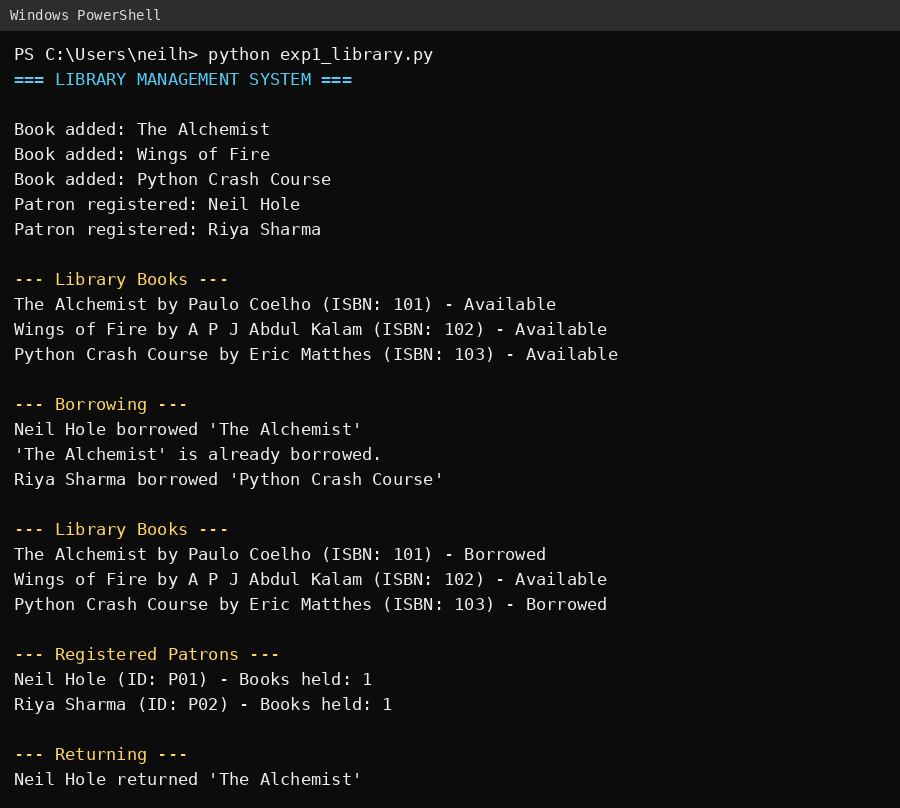 Windows PowerShell
PS C:\Users\neilh> python exp1_library.py
=== LIBRARY MANAGEMENT SYSTEM ===
Book added: The Alchemist
Book added: Wings of Fire
Book added: Python Crash Course
Patron registered: Neil Hole
Patron registered: Riya Sharma
--- Library Books ---
The Alchemist by Paulo Coelho (ISBN: 101) - Available
Wings of Fire by A P J Abdul Kalam (ISBN: 102) - Available
Python Crash Course by Eric Matthes (ISBN: 103) - Available
--- Borrowing ---
Neil Hole borrowed 'The Alchemist'
'The Alchemist' is already borrowed.
Riya Sharma borrowed 'Python Crash Course'
--- Library Books ---
The Alchemist by Paulo Coelho (ISBN: 101) - Borrowed
Wings of Fire by A P J Abdul Kalam (ISBN: 102) - Available
Python Crash Course by Eric Matthes (ISBN: 103) - Borrowed
--- Registered Patrons ---
Neil Hole (ID: P01) - Books held: 1
Riya Sharma (ID: P02) - Books held: 1
--- Returning ---
Neil Hole returned 'The Alchemist'